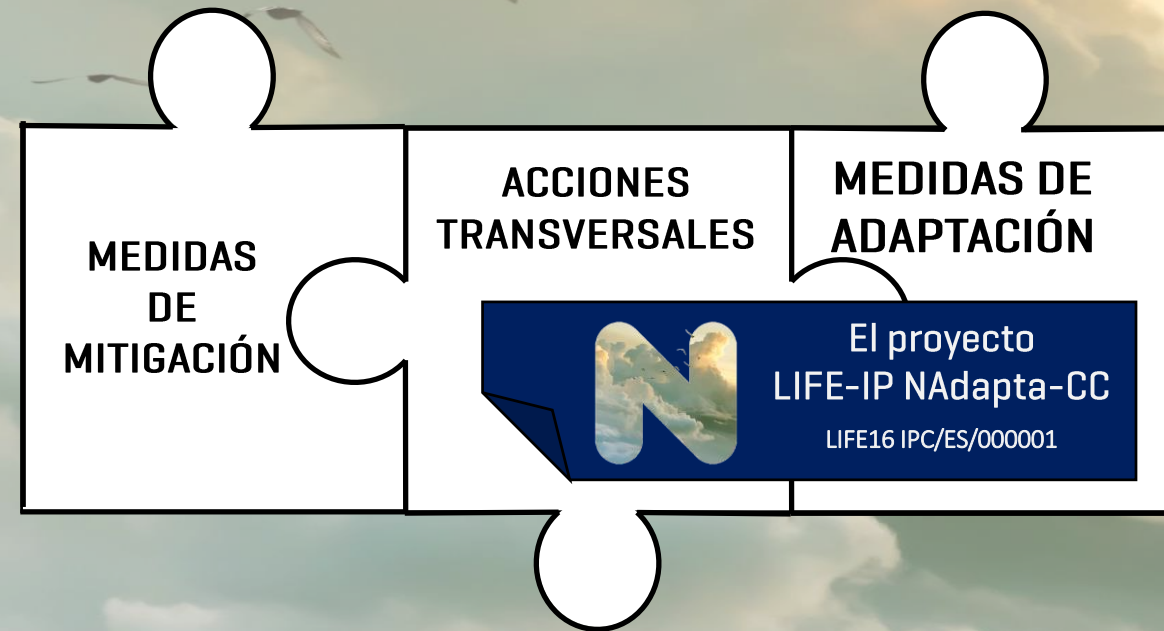 MEDIDAS
DE
MITIGACIÓN
ACCIONES
TRANSVERSALES
MEDIDAS DE
ADAPTACIÓN
N
El proyecto
LIFE-IP NAdapta-CC
LIFE16 IPC/ES/000001